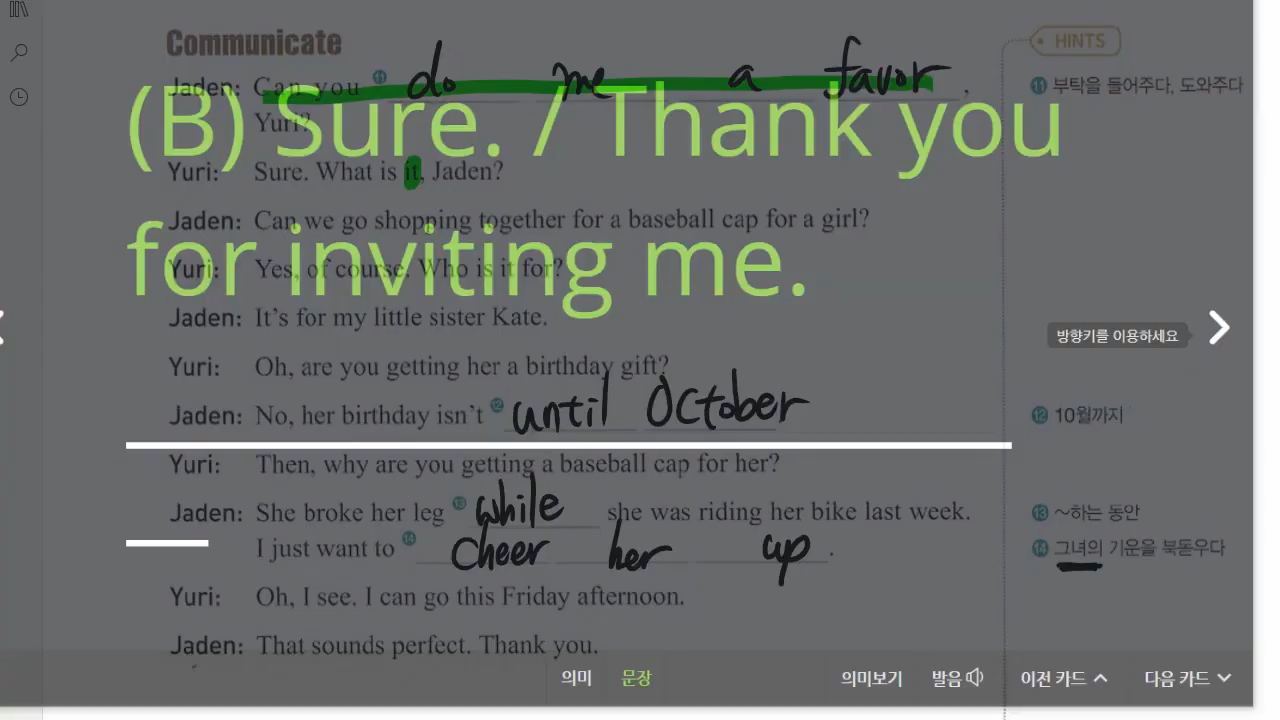 Communicate
HINTS
Jaden: Can you ⑪ do me a favor,
Yuri?
⑪ 부탁을 들어주다, 도와주다
(B) Sure. / Thank you
for inviting me.
Yuri: Sure. What is it, Jaden?
Jaden: Can we go shopping together for a baseball cap for a girl?
Yuri: Yes, of course. Who is it for?
Jaden: It's for my little sister Kate.
방향키를 이용하세요
Yuri: Oh, are you getting her a birthday gift?
Jaden: No, her birthday isn't ⑫ until October
⑫ 10월까지
Yuri: Then, why are you getting a baseball cap for her?
Jaden: She broke her leg ⑬ while she was riding her bike last week.
⑬ ~하는 동안
I just want to ⑭ cheer her up.
⑭ 그녀의 기운을 북돋우다
Yuri: Oh, I see. I can go this Friday afternoon.
Jaden: That sounds perfect. Thank you.
의미 문장 의미보기 발음 이전 카드 다음 카드